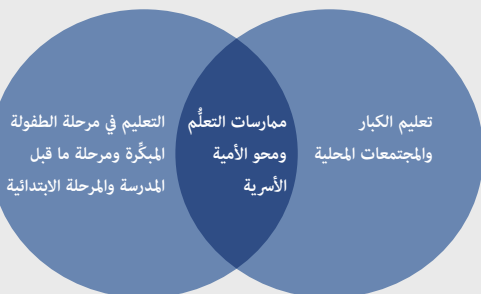 تعليم الكبار
والمجتمعات المحلية
ممارسات التعلُّم
ومحو الأمية
الأسرية
التعليم في مرحلة الطفولة
المبكِّرة ومرحلة ما قبل
المدرسة والمرحلة الابتدائية